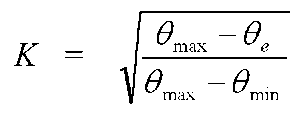 K = √((θmax − θe)/(θmax − θmin))